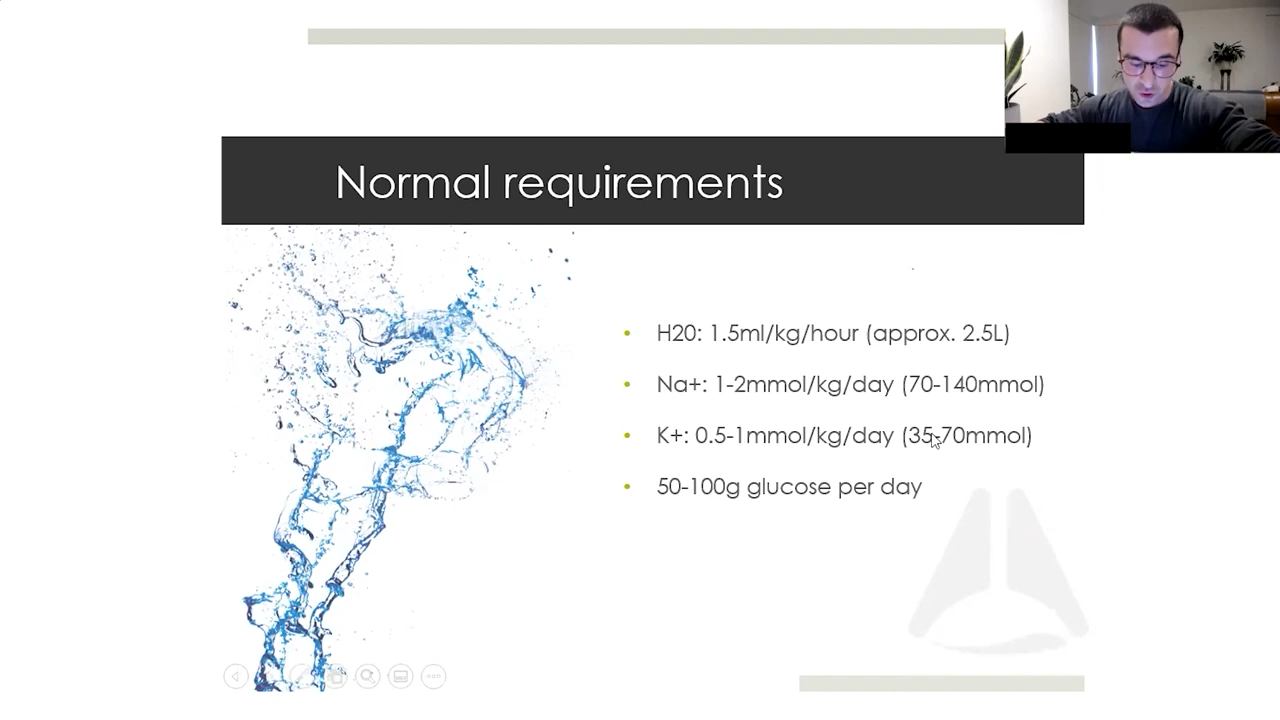 Normal requirements
H20: 1.5ml/kg/hour (approx. 2.5L)
Na+: 1-2mmol/kg/day (70-140mmol)
K+: 0.5-1mmol/kg/day (35-70mmol)
50-100g glucose per day